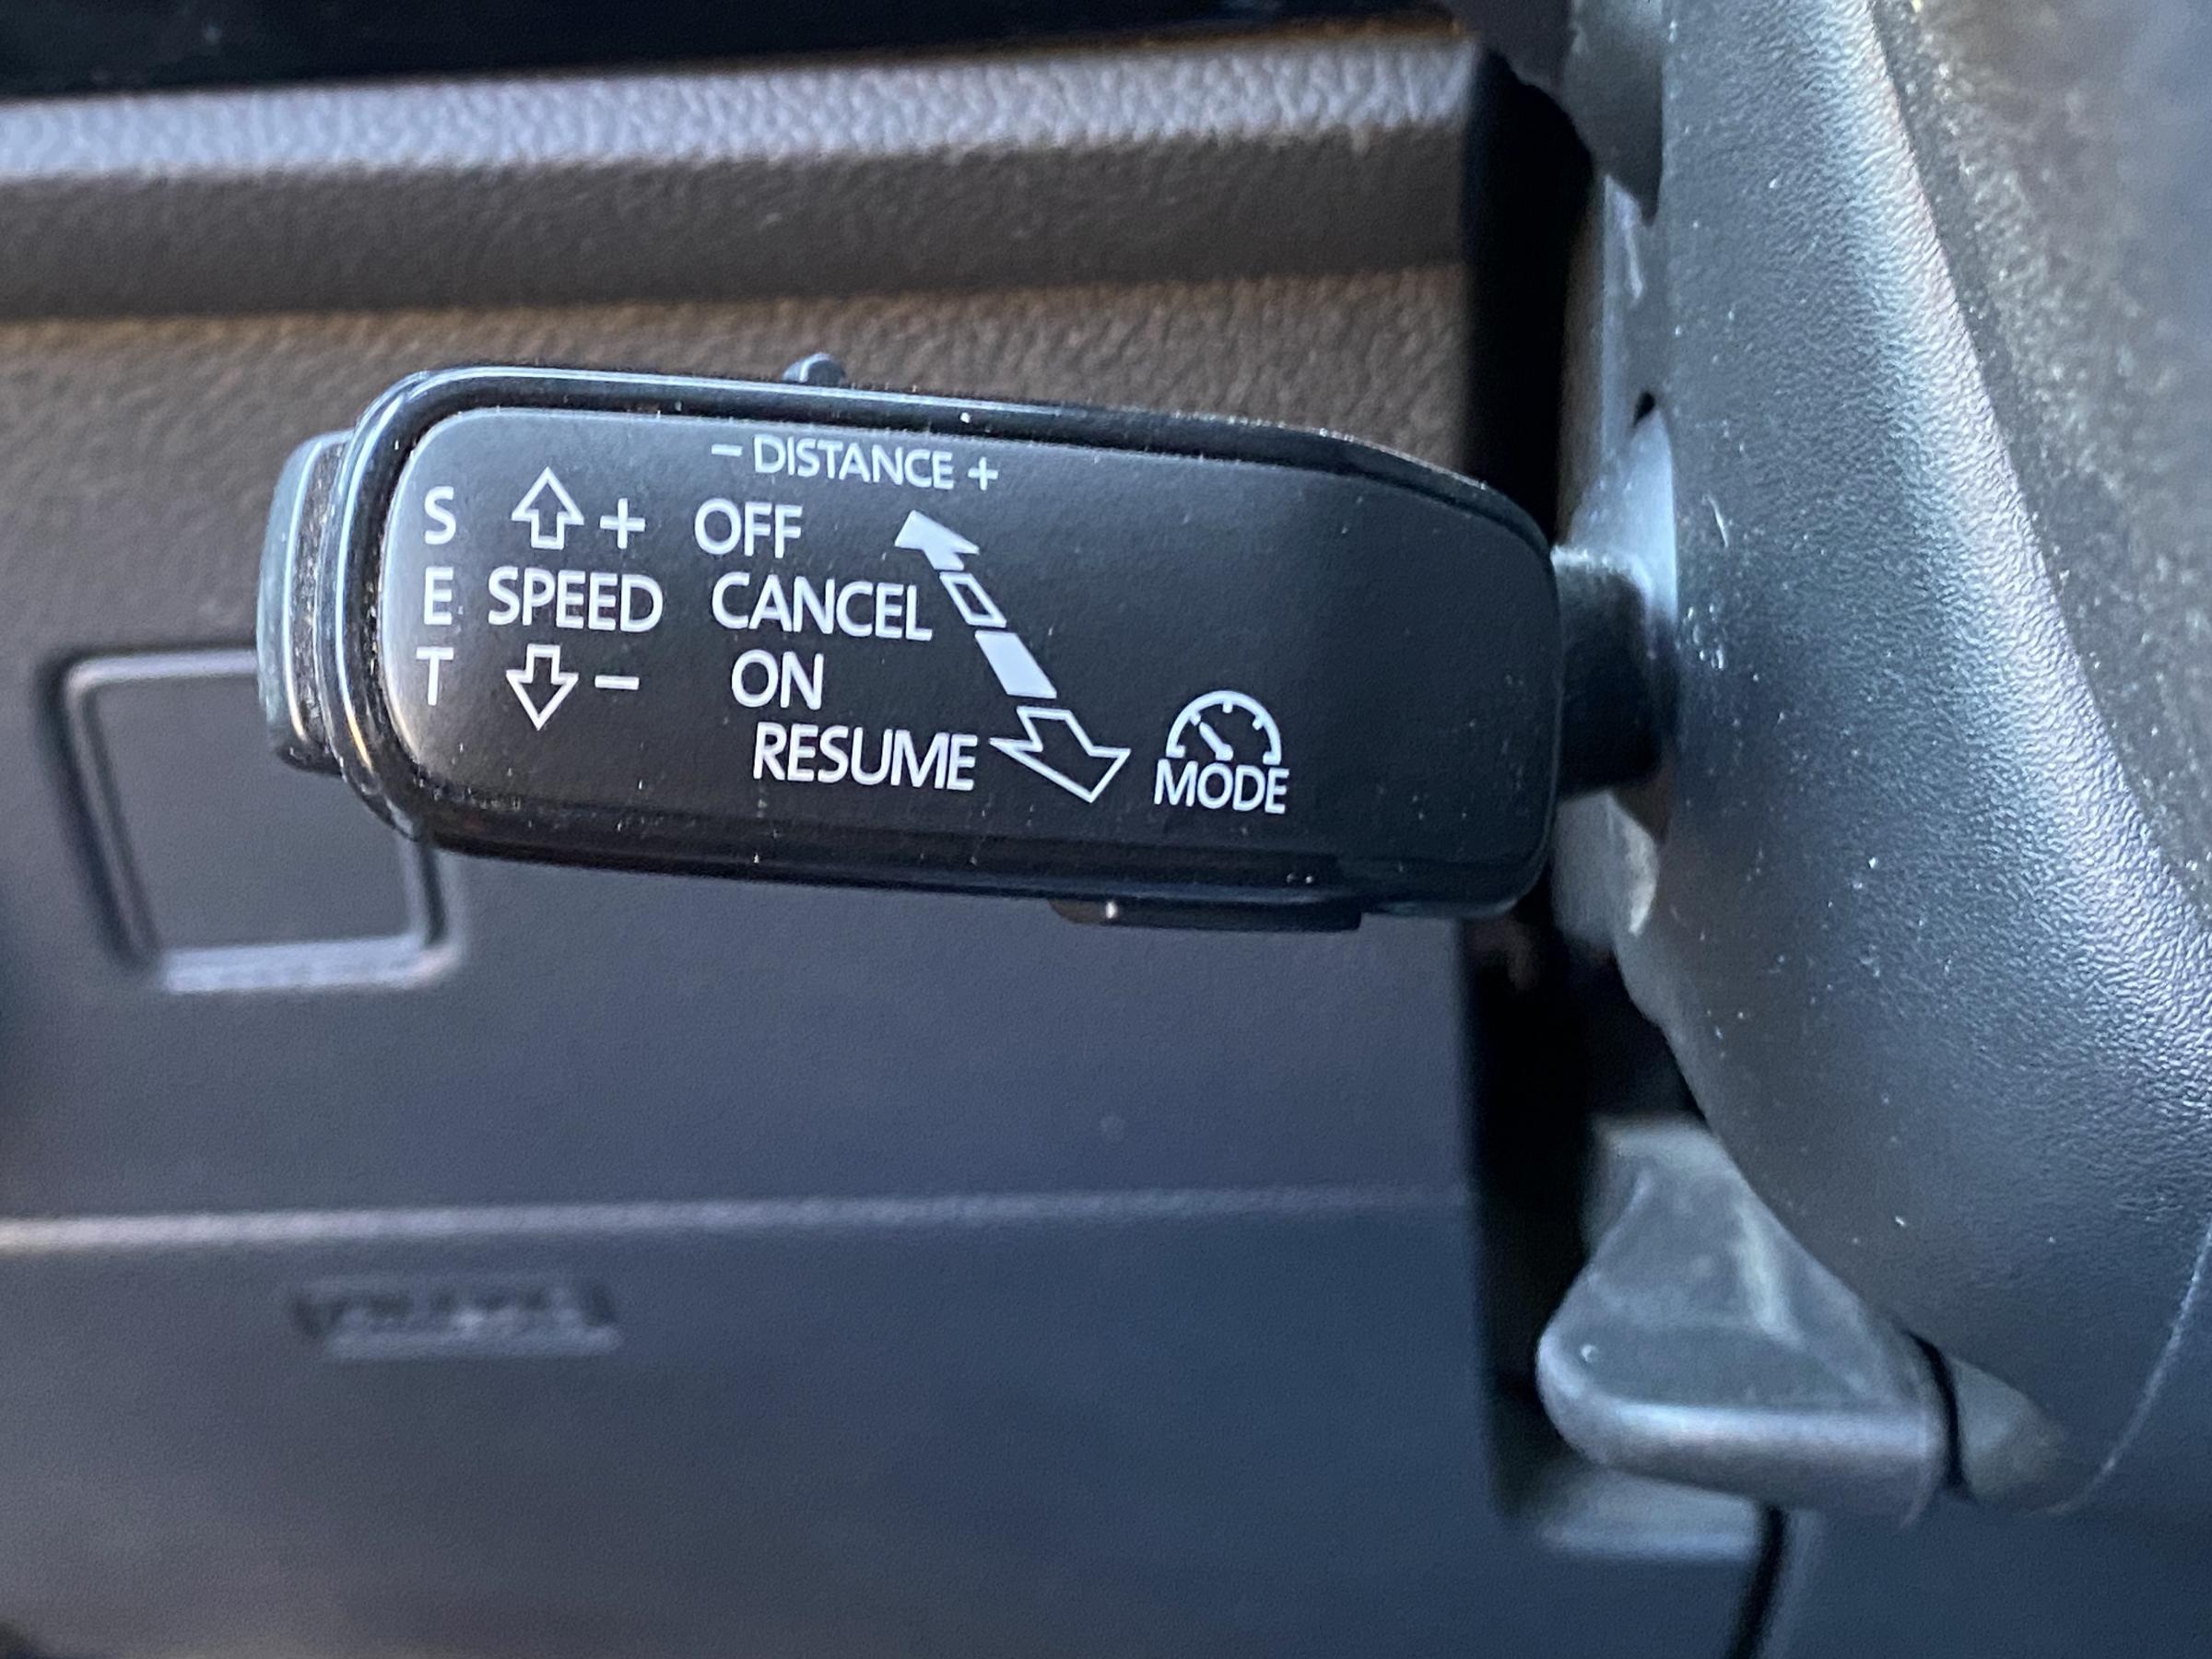 - DISTANCE +
S + OFF
E SPEED CANCEL
T - ON
RESUME
MODE